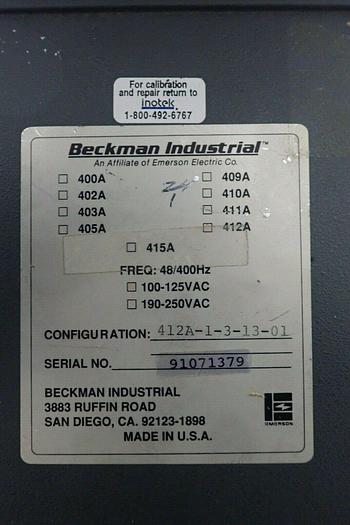 For calibration
and repair return to
inotek
1-800-492-6767
Beckman Industrial™
An Affiliate of Emerson Electric Co.
400A 409A
402A 410A
403A 411A
405A 412A
415A
FREQ: 48/400Hz
100-125VAC
190-250VAC
CONFIGURATION: 412A-1-3-13-01
SERIAL NO. 91071379
BECKMAN INDUSTRIAL
3883 RUFFIN ROAD
SAN DIEGO, CA. 92123-1898
MADE IN U.S.A.
EMERSON